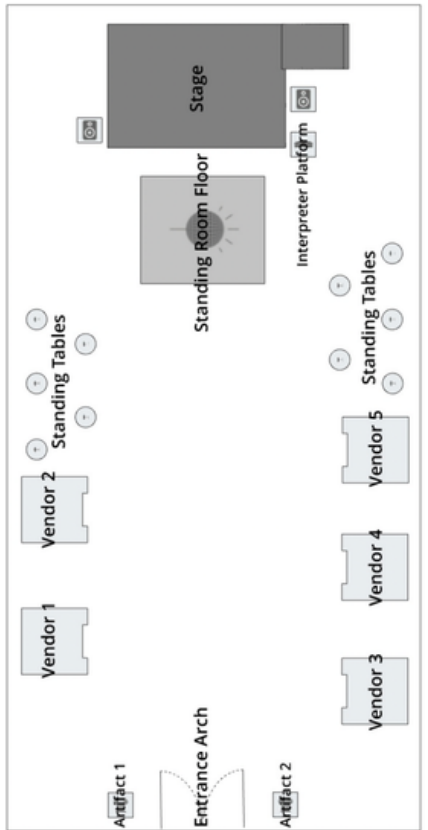 Stage
Interpreter Platform
Standing Room Floor
Standing Tables
Standing Tables
Vendor 5
Vendor 2
Vendor 4
Vendor 1
Vendor 3
Artifact 1
Entrance Arch
Artifact 2